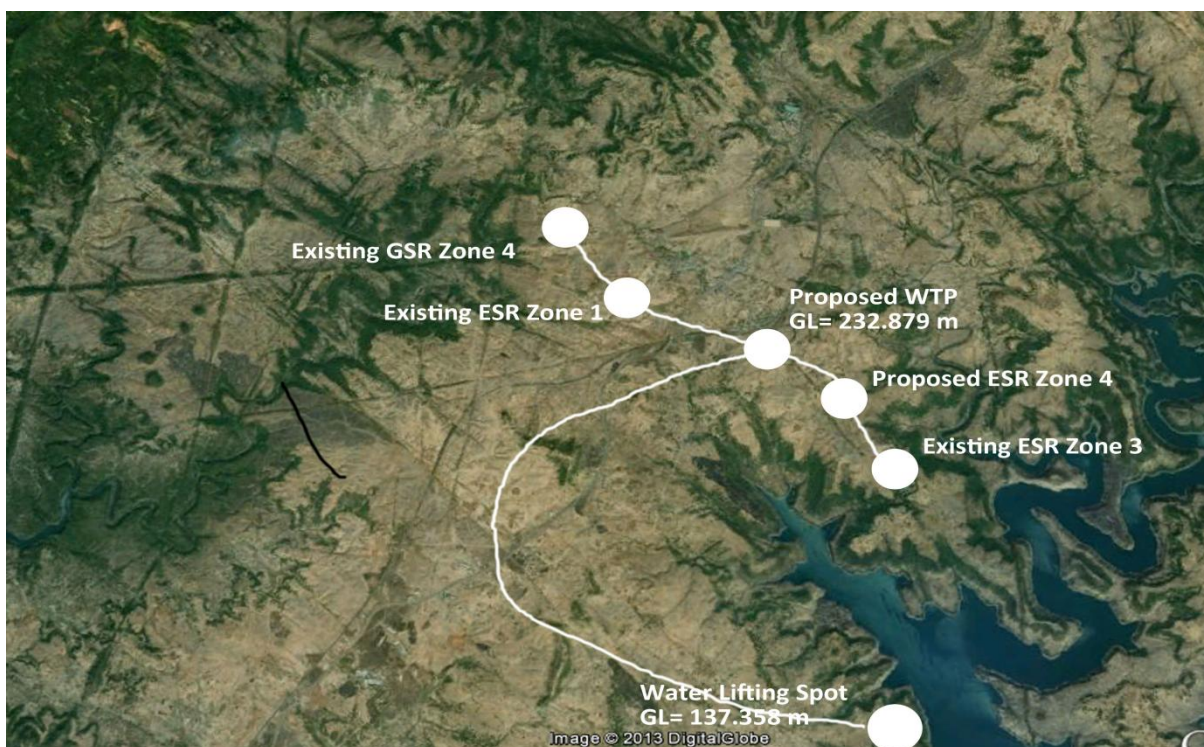 Existing GSR Zone 4
Existing ESR Zone 1
Proposed WTP
GL= 232.879 m
Proposed ESR Zone 4
Existing ESR Zone 3
Water Lifting Spot
GL= 137.358 m
Image © 2013 DigitalGlobe